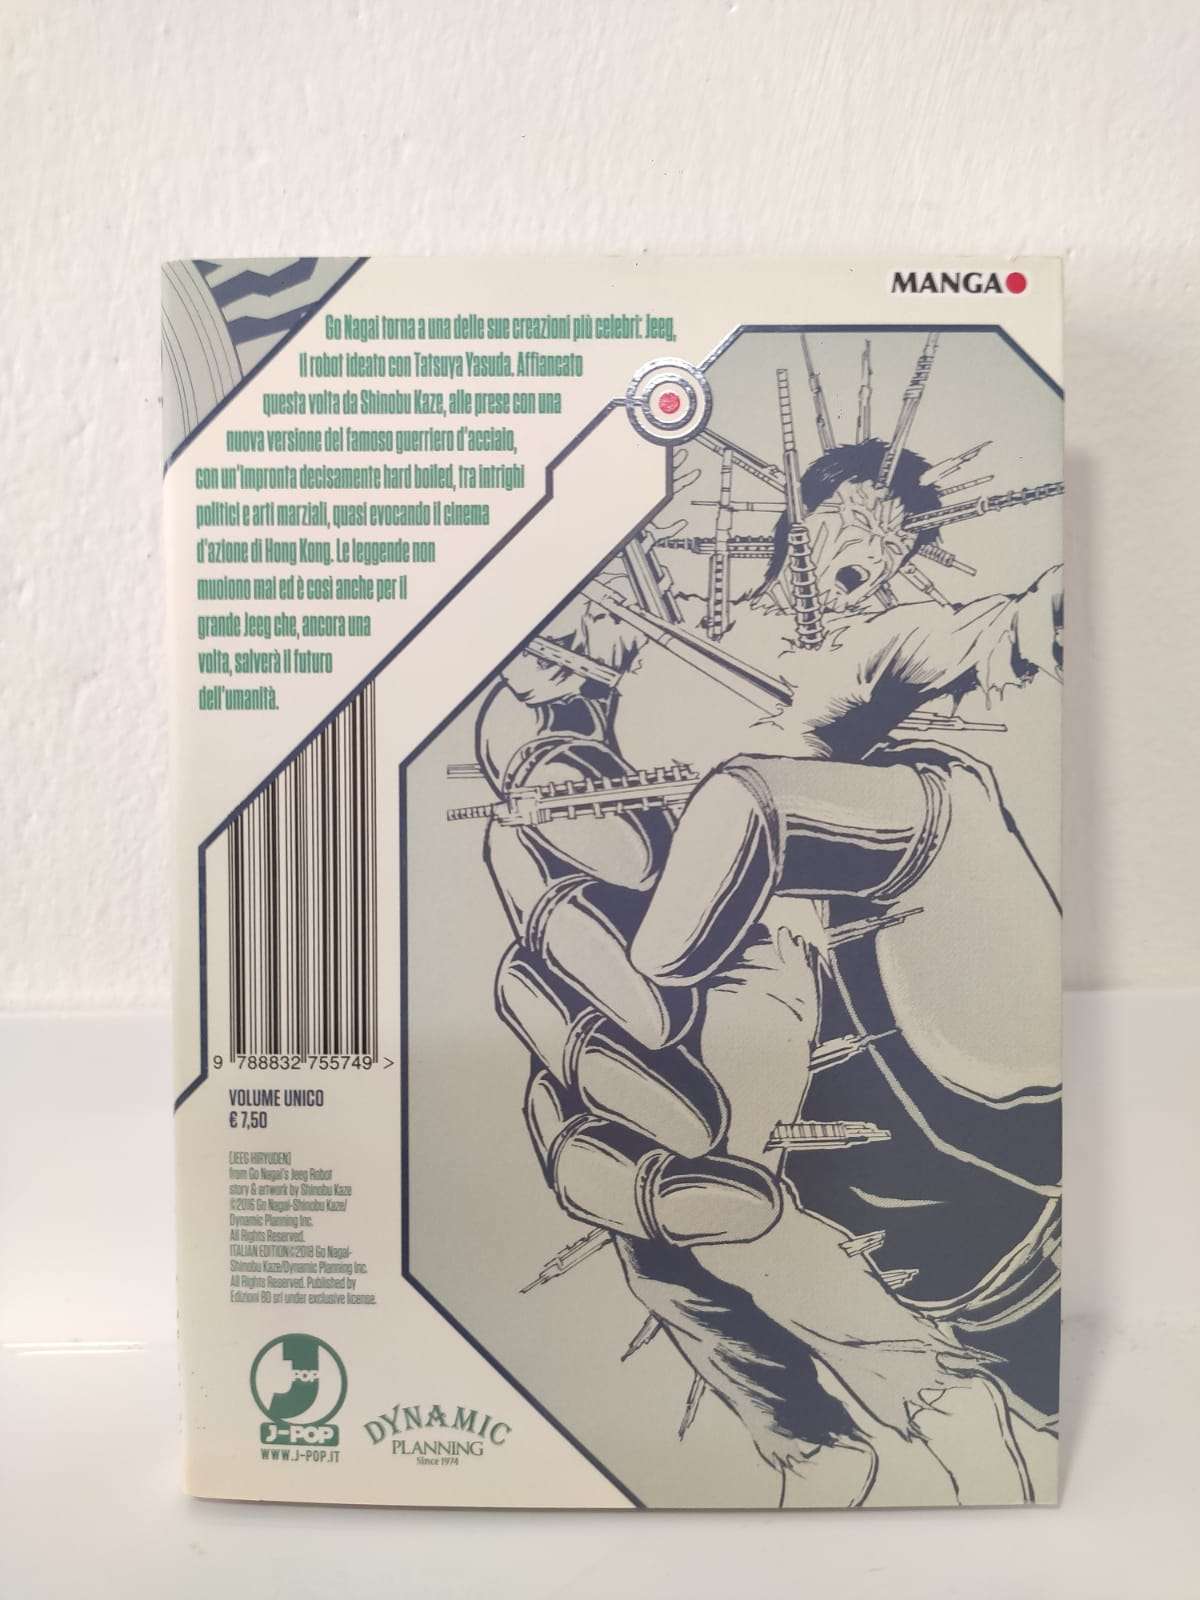 MANGA
Go Nagai torna a una delle sue creazioni più celebri: Jeeg,
il robot ideato con Tatsuya Yasuda. Affiancato
questa volta da Shinobu Kaze, alle prese con una
nuova versione del famoso guerriero d'acciaio,
con un'impronta decisamente hard boiled, tra intrighi
politici e arti marziali, quasi evocando il cinema
d'azione di Hong Kong. Le leggende non
muoiono mai ed è così anche per il
grande Jeeg che, ancora una
volta, salverà il futuro
dell'umanità.
9 788832 755749 >
VOLUME UNICO
€ 7,50
[JEEG HIRYUDEN]
from Go Nagai's Jeeg Robot
story & artwork by Shinobu Kaze
©2016 Go Nagai-Shinobu Kaze/
Dynamic Planning Inc.
All Rights Reserved.
ITALIAN EDITION©2018 Go Nagai-
Shinobu Kaze/Dynamic Planning Inc.
All Rights Reserved. Published by
Edizioni BD srl under exclusive license.
POP
J-POP
WWW.J-POP.IT
DYNAMIC
PLANNING
Since 1974